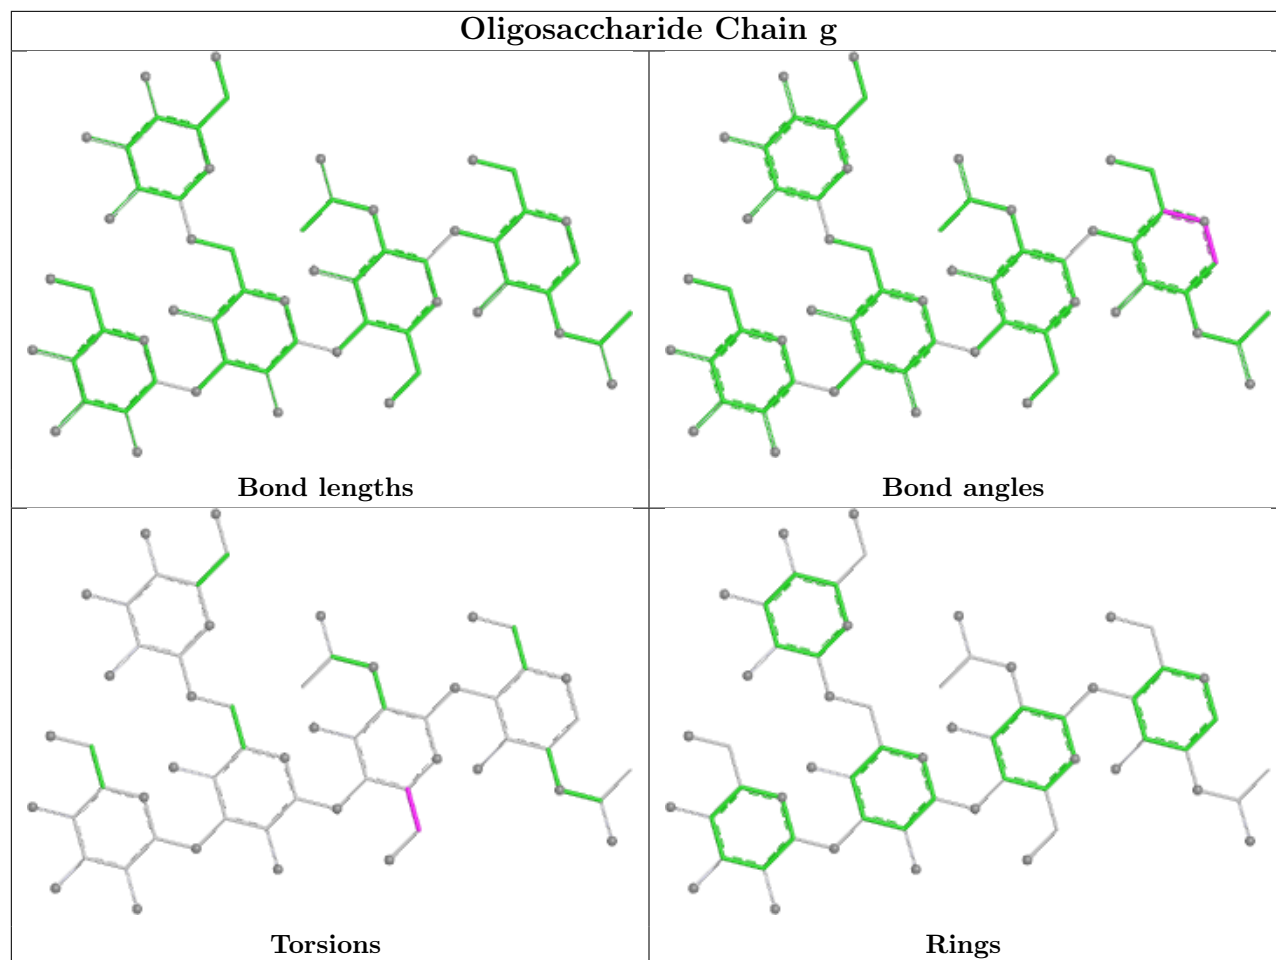 Oligosaccharide Chain g
Bond lengths
Bond angles
Torsions
Rings